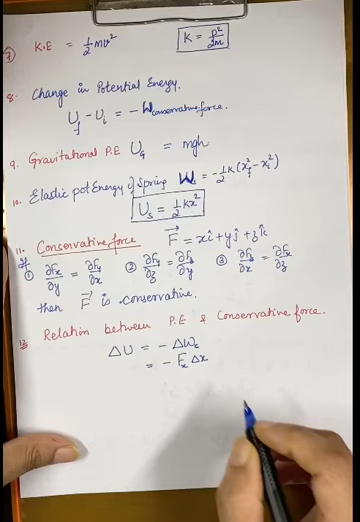 7 K.E = ½mv² K = P²/2m
8. Change in Potential Energy.
U_f - U_i = - W_conservative force.
9. Gravitational P.E U_g = mgh
10. Elastic pot Energy of Spring W_s = -½k(x_f² - x_i²)
U_s = ½kx²
11. Conservative force F⃗ = xî + yĵ + zk̂
If
① ∂F_x/∂y = ∂F_y/∂x ② ∂F_y/∂z = ∂F_z/∂y ③ ∂F_z/∂x = ∂F_x/∂z
then F⃗ is conservative.
12. Relation between P.E & Conservative force.
ΔU = - ΔW_c
= - F_x Δx